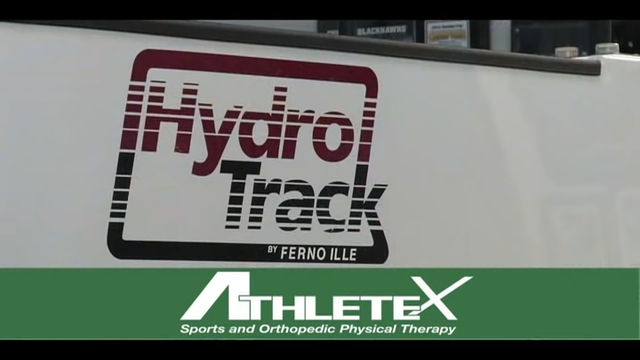 BLACKHAWKS
Hydro
Track
BY FERNO ILLE
ATHLETEX
Sports and Orthopedic Physical Therapy